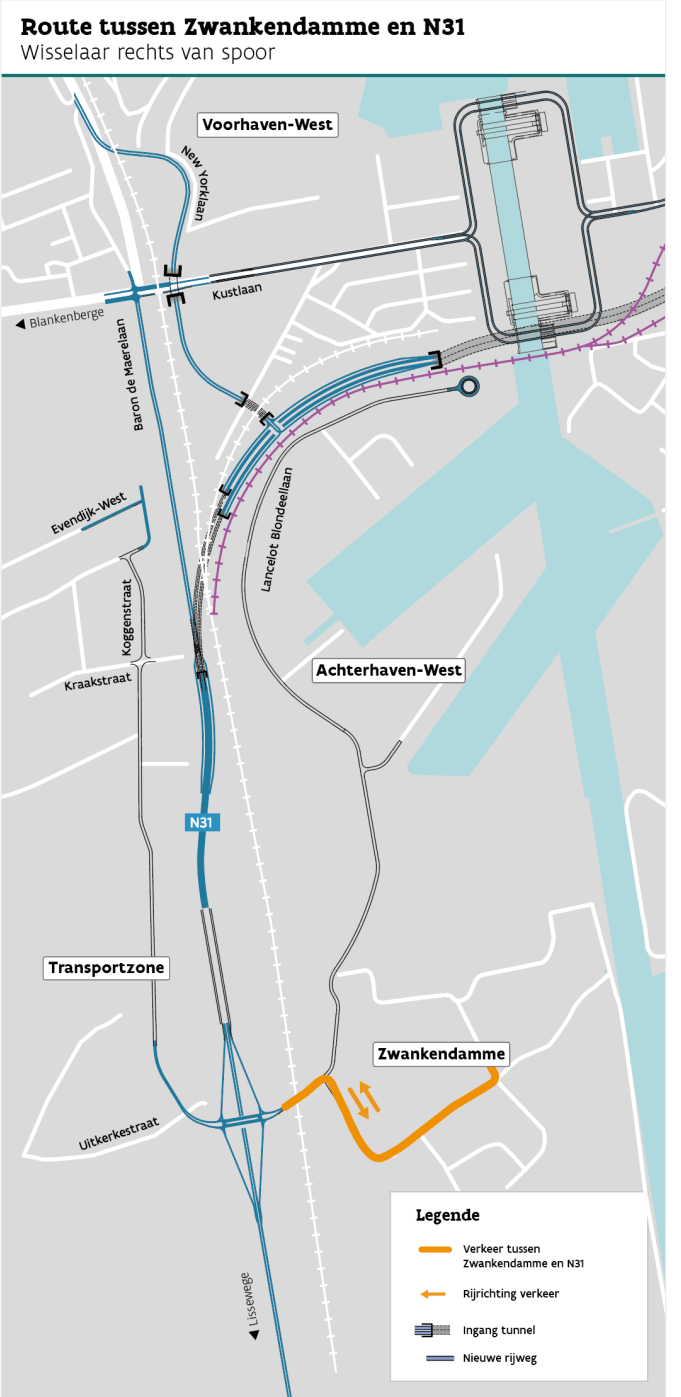 Route tussen Zwankendamme en N31
Wisselaar rechts van spoor
Voorhaven-West
New Yorklaan
Kustlaan
Blankenberge
Baron de Maerelaan
Evendijk-West
Lancelot Blondeellaan
Koggenstraat
Achterhaven-West
Kraakstraat
N31
Transportzone
Zwankendamme
Uitkerkestraat
Lissewege
Legende
Verkeer tussen
Zwankendamme en N31
Rijrichting verkeer
Ingang tunnel
Nieuwe rijweg